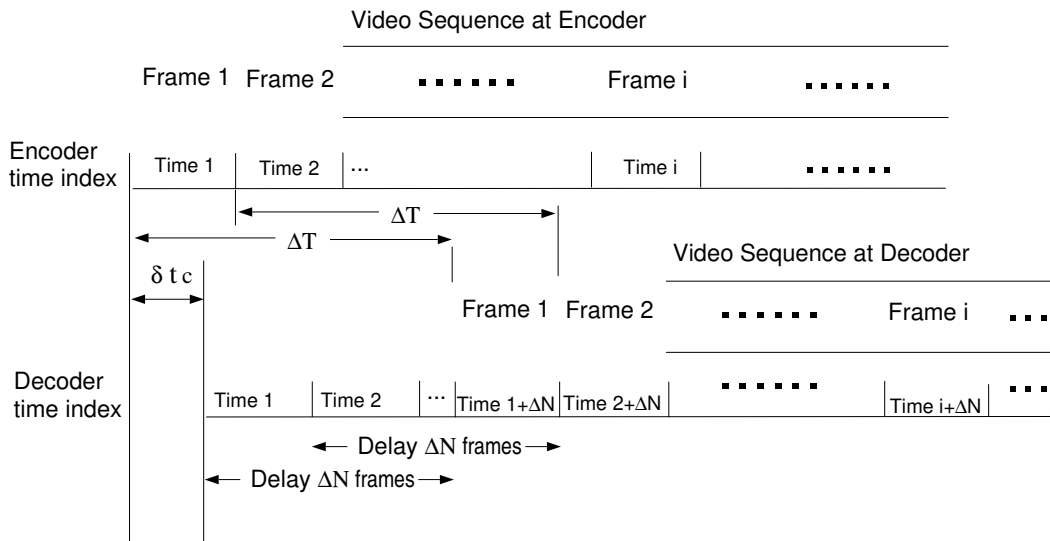 Video Sequence at Encoder
Frame 1 Frame 2 ...... Frame i ......
Encoder time index
Time 1 Time 2 ... Time i ......
ΔT
ΔT
Video Sequence at Decoder
δ t c
Frame 1 Frame 2 ...... Frame i ...
Decoder time index
Time 1 Time 2 ... Time 1+ΔN Time 2+ΔN ...... Time i+ΔN ...
Delay ΔN frames
Delay ΔN frames